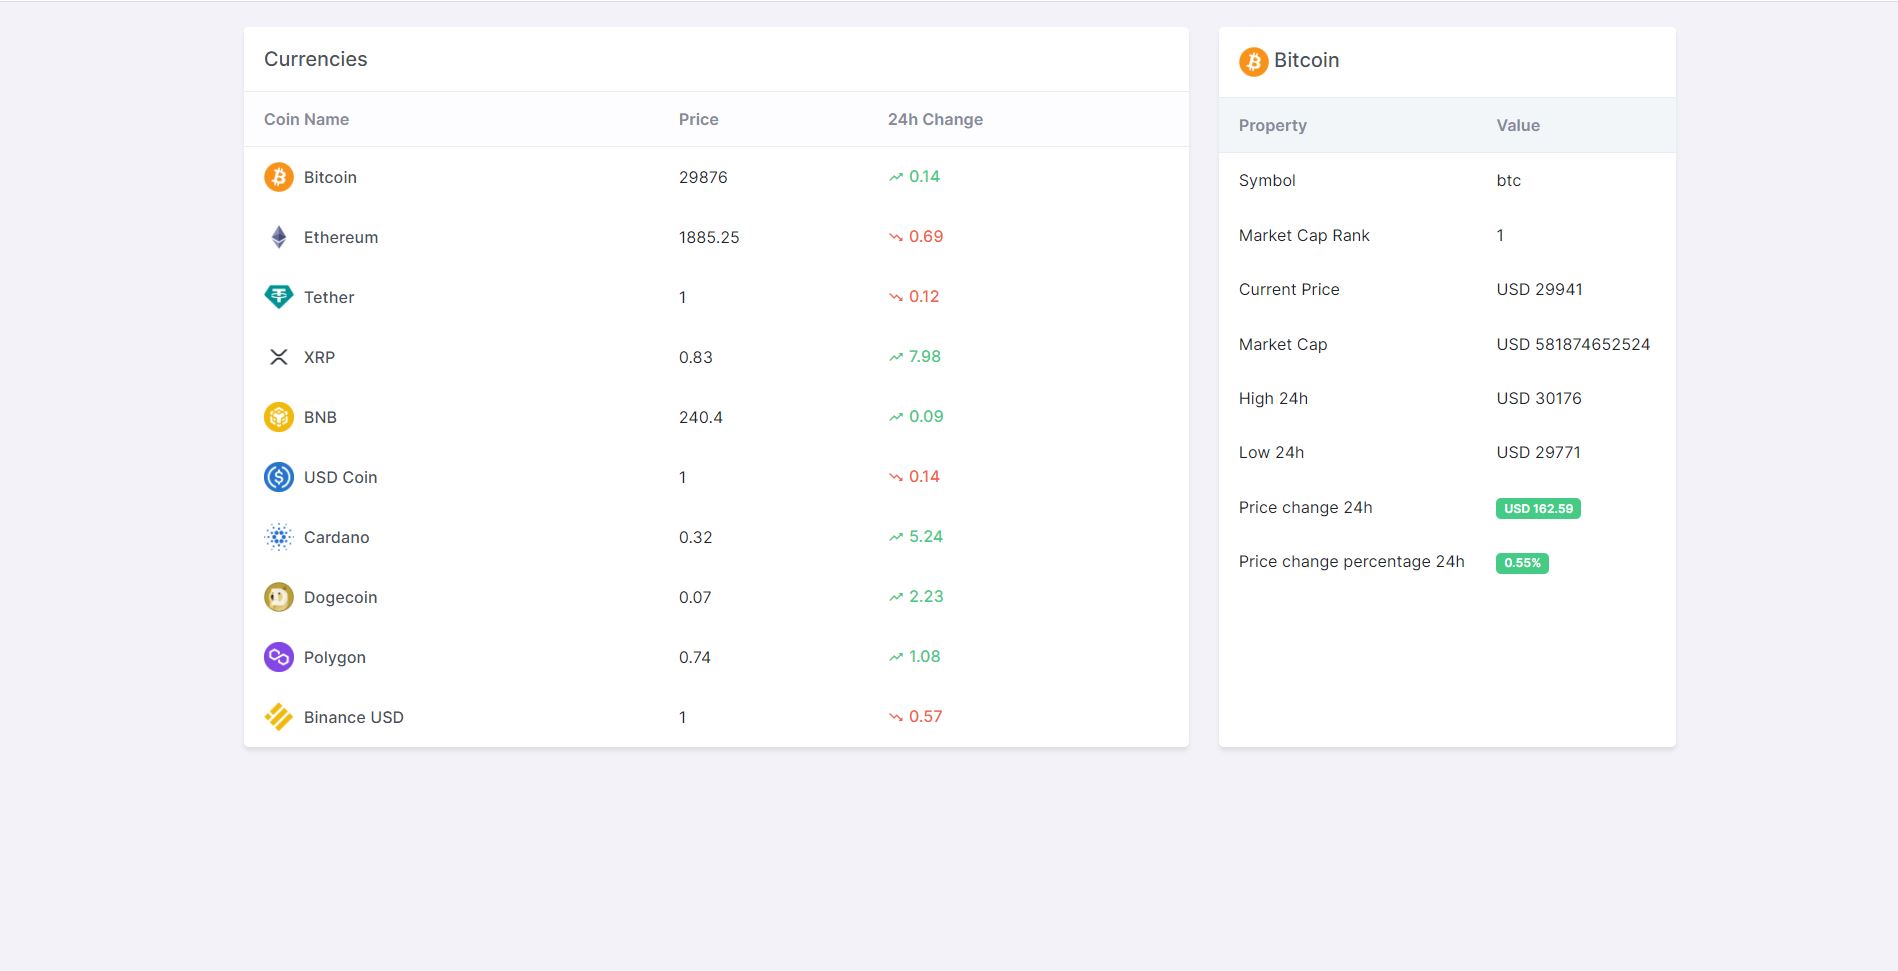 Currencies
Coin Name Price 24h Change
Bitcoin 29876 0.14
Ethereum 1885.25 0.69
Tether 1 0.12
XRP 0.83 7.98
BNB 240.4 0.09
USD Coin 1 0.14
Cardano 0.32 5.24
Dogecoin 0.07 2.23
Polygon 0.74 1.08
Binance USD 1 0.57
Bitcoin
Property Value
Symbol btc
Market Cap Rank 1
Current Price USD 29941
Market Cap USD 581874652524
High 24h USD 30176
Low 24h USD 29771
Price change 24h USD 162.59
Price change percentage 24h 0.55%